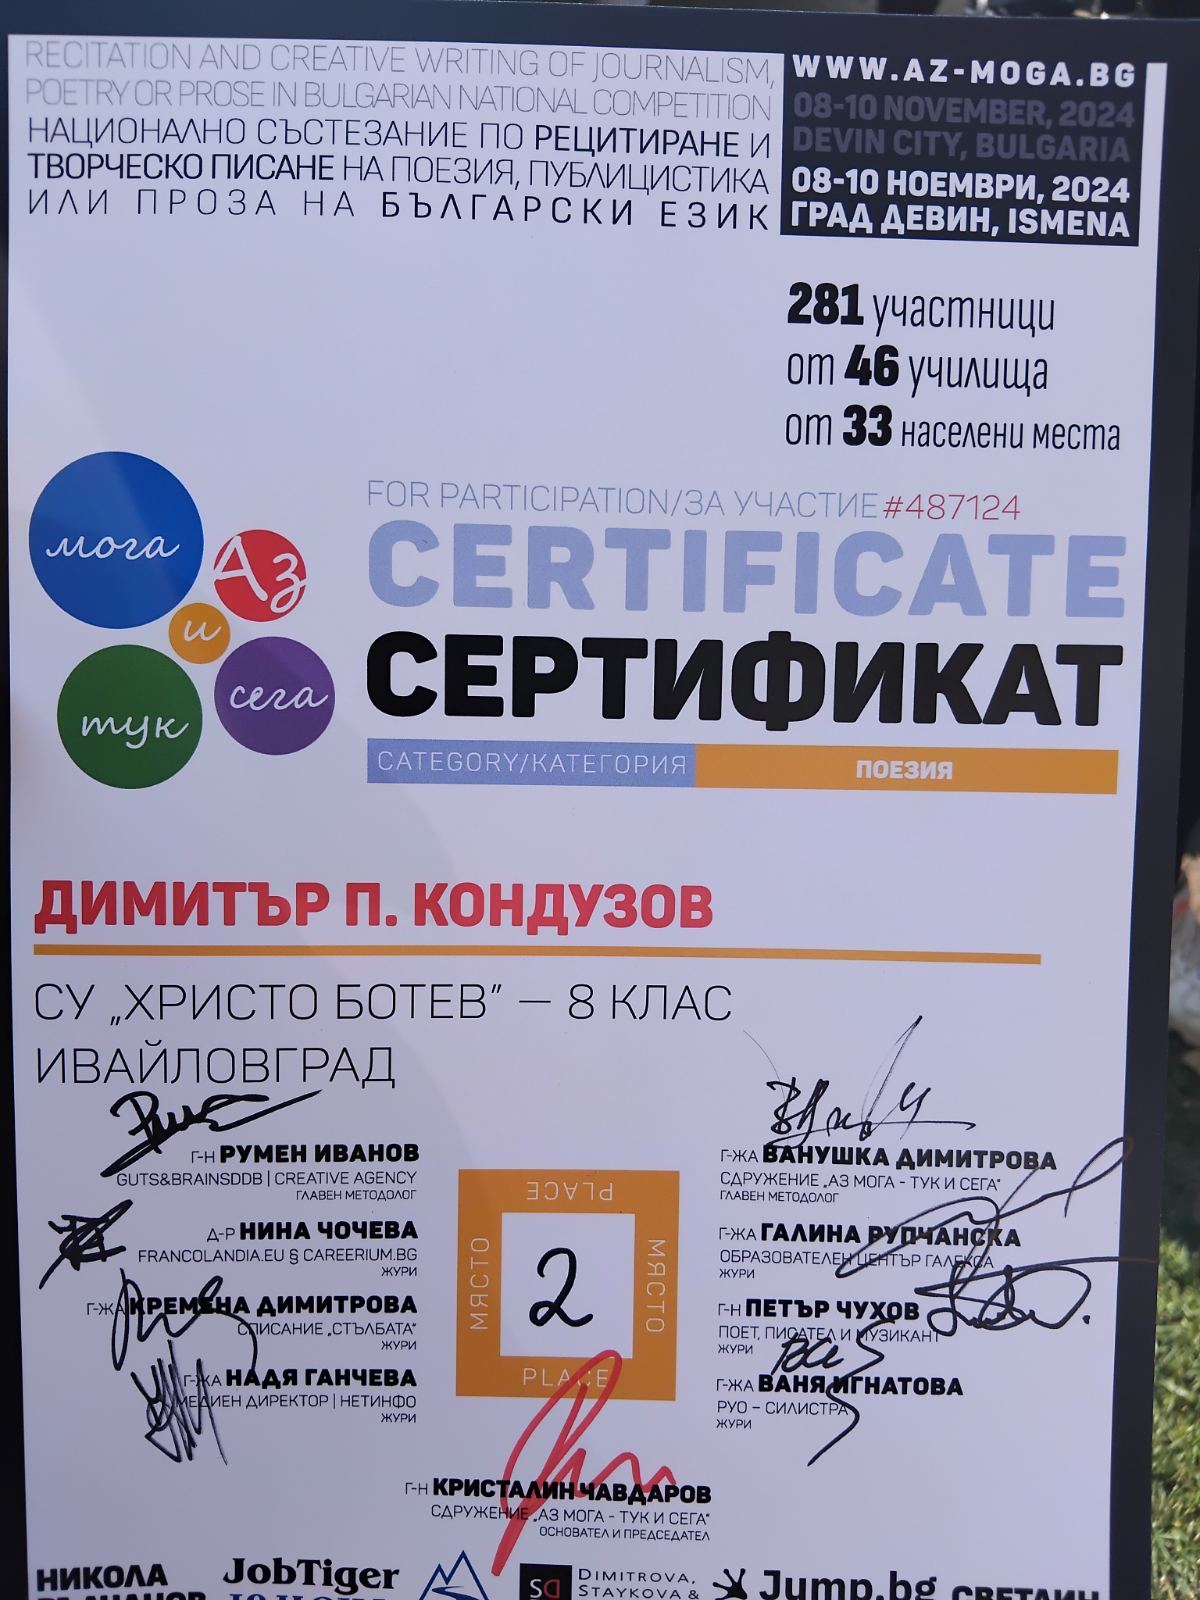 RECITATION AND CREATIVE WRITING OF JOURNALISM,
POETRY OR PROSE IN BULGARIAN NATIONAL COMPETITION
НАЦИОНАЛНО СЪСТЕЗАНИЕ ПО РЕЦИТИРАНЕ И
ТВОРЧЕСКО ПИСАНЕ НА ПОЕЗИЯ, ПУБЛИЦИСТИКА
ИЛИ ПРОЗА НА БЪЛГАРСКИ ЕЗИК
WWW.AZ-MOGA.BG
08-10 NOVEMBER, 2024
DEVIN CITY, BULGARIA
08-10 НОЕМВРИ, 2024
ГРАД ДЕВИН, ISMENA
281 участници
от 46 училища
от 33 населени места
мога
Аз
и
тук
сега
FOR PARTICIPATION/ЗА УЧАСТИЕ #487124
CERTIFICATE
СЕРТИФИКАТ
CATEGORY/КАТЕГОРИЯ ПОЕЗИЯ
ДИМИТЪР П. КОНДУЗОВ
СУ „ХРИСТО БОТЕВ” – 8 КЛАС
ИВАЙЛОВГРАД
Г-Н РУМЕН ИВАНОВ
GUTS&BRAINSDDB | CREATIVE AGENCY
ГЛАВЕН МЕТОДОЛОГ
Д-Р НИНА ЧОЧЕВА
FRANCOLANDIA.EU § CAREERIUM.BG
ЖУРИ
Г-ЖА КРЕМЕНА ДИМИТРОВА
СПИСАНИЕ „СТЪЛБАТА“
ЖУРИ
Г-ЖА НАДЯ ГАНЧЕВА
МЕДИЕН ДИРЕКТОР | НЕТИНФО
ЖУРИ
PLACE
МЯСТО
2
МЯСТО
PLACE
Г-ЖА ВАНУШКА ДИМИТРОВА
СДРУЖЕНИЕ „АЗ МОГА - ТУК И СЕГА“
ГЛАВЕН МЕТОДОЛОГ
Г-ЖА ГАЛИНА РУПЧАНСКА
ОБРАЗОВАТЕЛЕН ЦЕНТЪР ГАЛЕКСА
ЖУРИ
Г-Н ПЕТЪР ЧУХОВ
ПОЕТ, ПИСАТЕЛ И МУЗИКАНТ
ЖУРИ
Г-ЖА ВАНЯ ИГНАТОВА
РУО – СИЛИСТРА
ЖУРИ
Г-Н КРИСТАЛИН ЧАВДАРОВ
СДРУЖЕНИЕ „АЗ МОГА - ТУК И СЕГА“
ОСНОВАТЕЛ И ПРЕДСЕДАТЕЛ
НИКОЛА
JobTiger
SD
DIMITROVA,
STAYKOVA &
Jump.bg
СВЕТЛИН